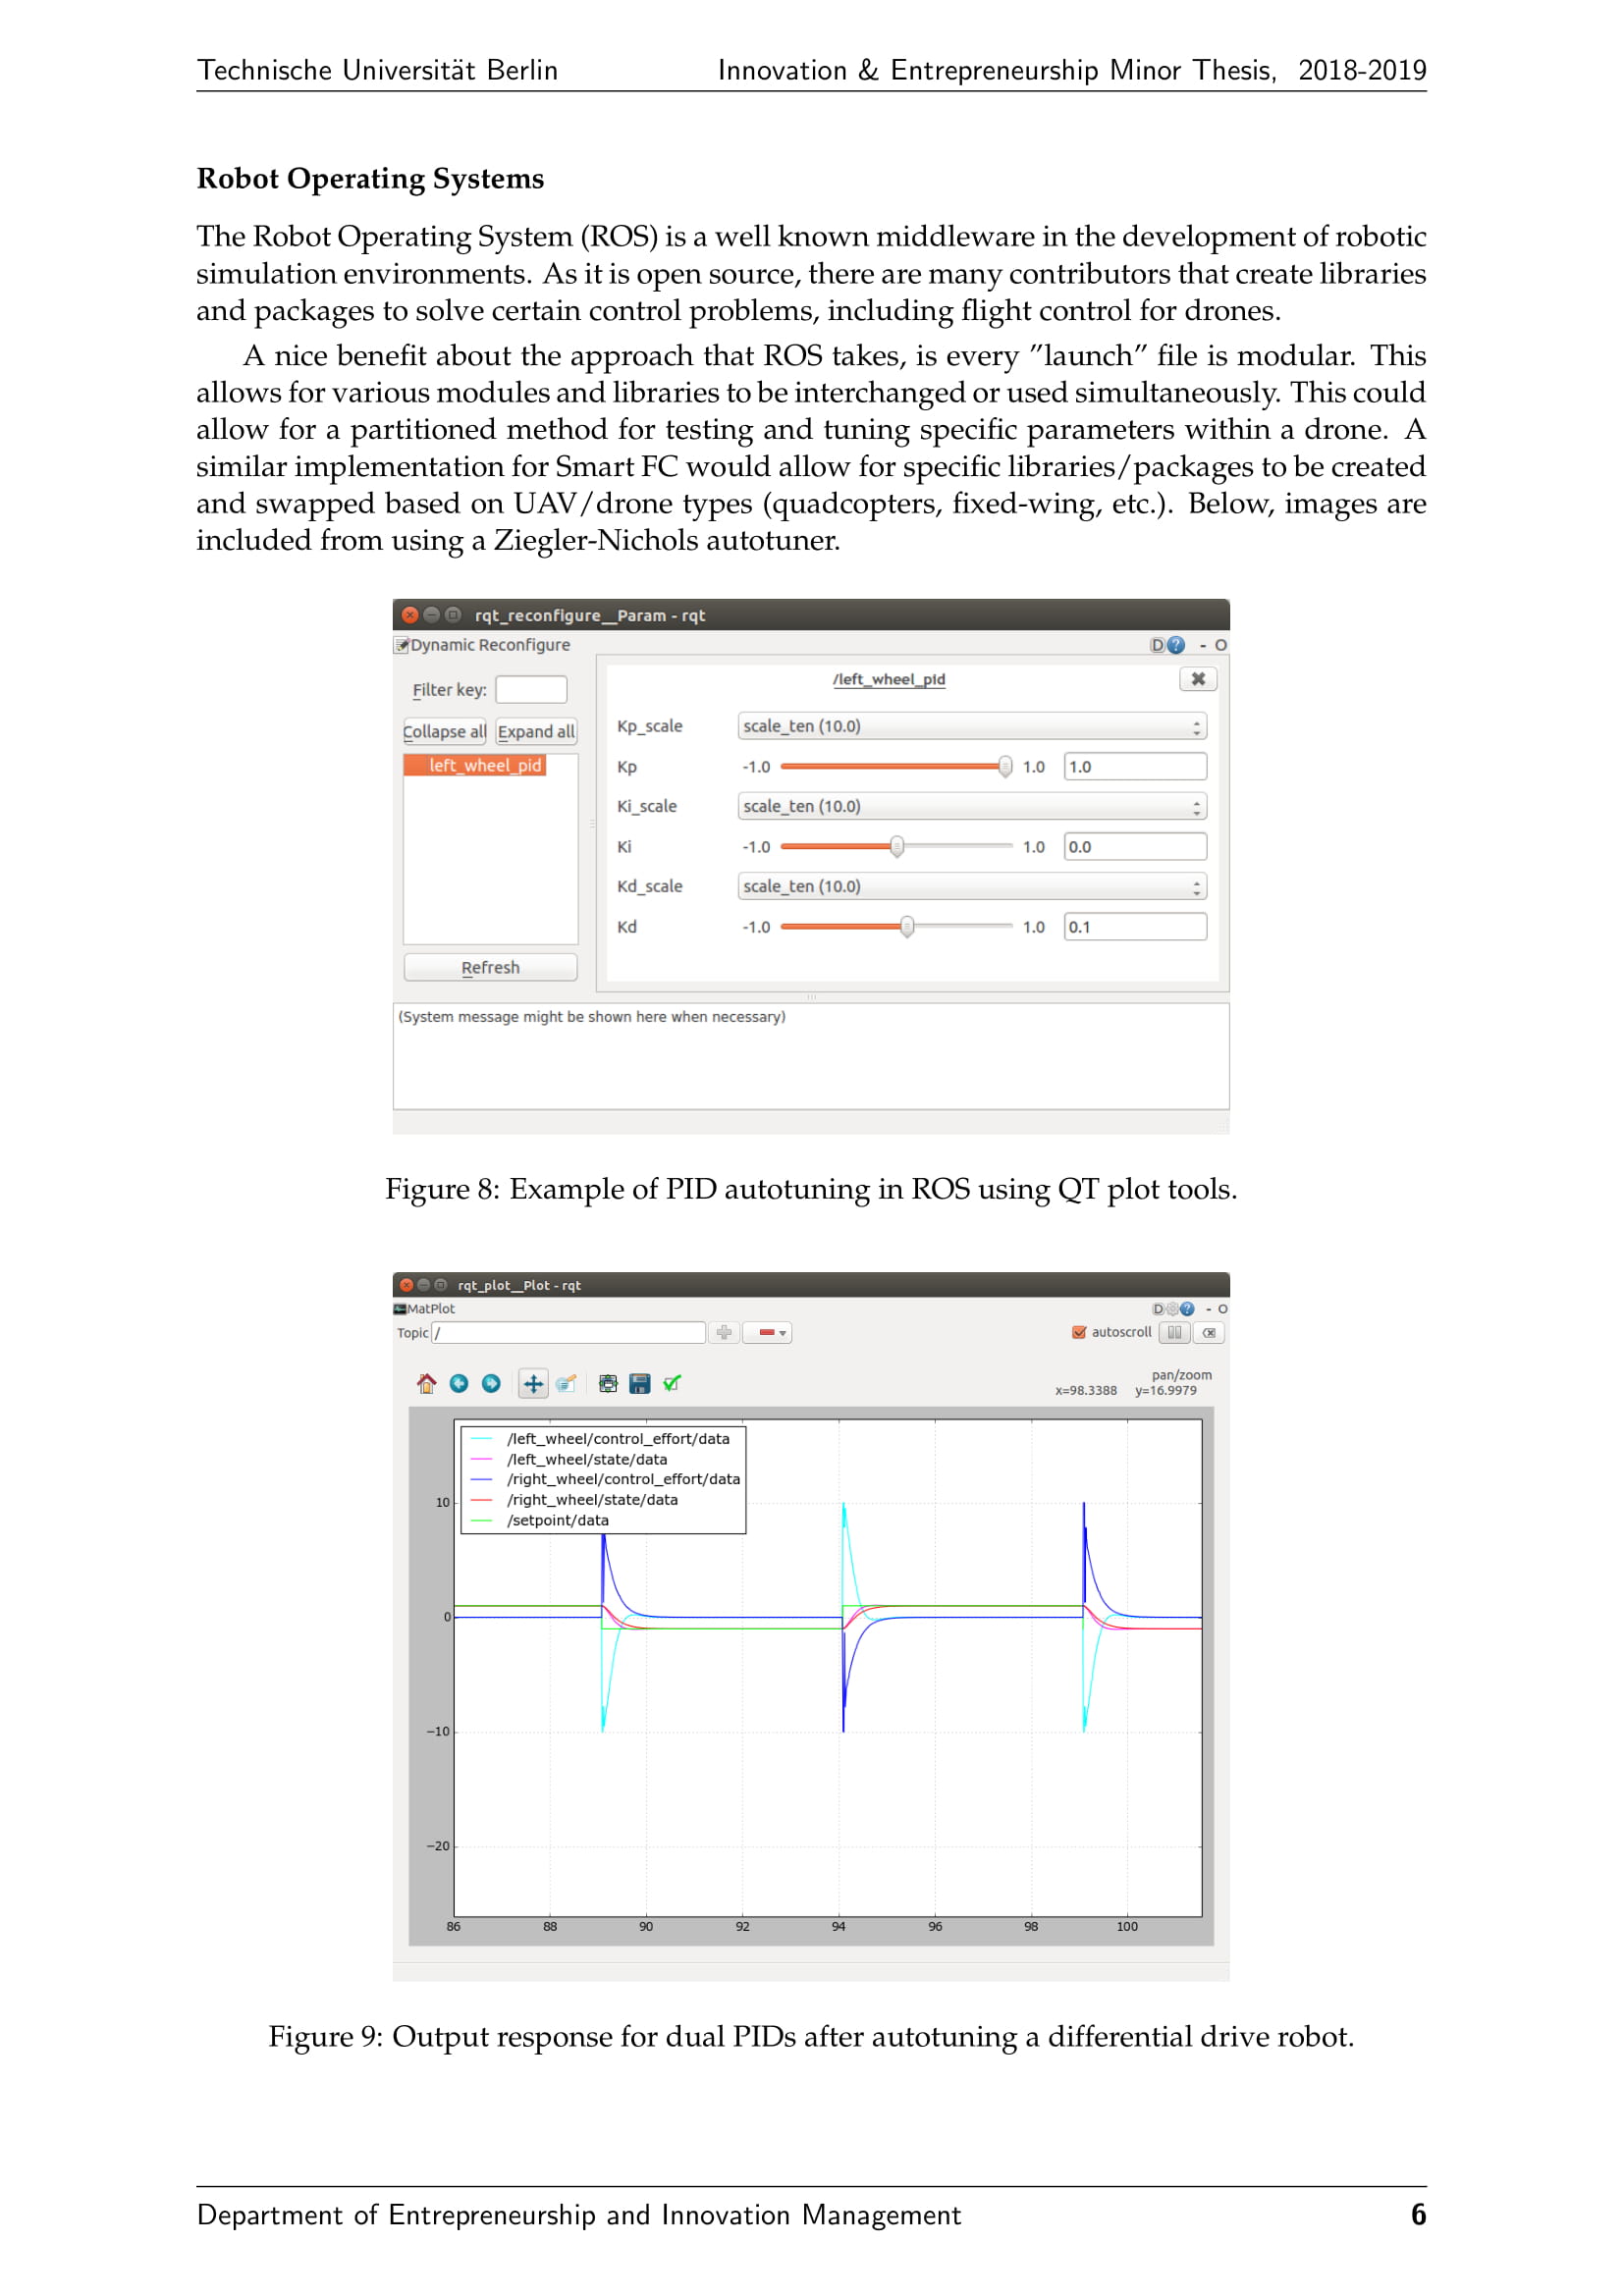 Technische Universität Berlin Innovation & Entrepreneurship Minor Thesis, 2018-2019
Robot Operating Systems
The Robot Operating System (ROS) is a well known middleware in the development of robotic
simulation environments. As it is open source, there are many contributors that create libraries
and packages to solve certain control problems, including flight control for drones.
A nice benefit about the approach that ROS takes, is every ”launch” file is modular. This
allows for various modules and libraries to be interchanged or used simultaneously. This could
allow for a partitioned method for testing and tuning specific parameters within a drone. A
similar implementation for Smart FC would allow for specific libraries/packages to be created
and swapped based on UAV/drone types (quadcopters, fixed-wing, etc.). Below, images are
included from using a Ziegler-Nichols autotuner.
rqt_reconfigure__Param - rqt
Dynamic Reconfigure D ? - O
Filter key:
Collapse all Expand all
left_wheel_pid
Refresh
/left_wheel_pid
Kp_scale scale_ten (10.0)
Kp -1.0 1.0 1.0
Ki_scale scale_ten (10.0)
Ki -1.0 1.0 0.0
Kd_scale scale_ten (10.0)
Kd -1.0 1.0 0.1
(System message might be shown here when necessary)
Figure 8: Example of PID autotuning in ROS using QT plot tools.
rqt_plot__Plot - rqt
MatPlot D ? - O
Topic / autoscroll
pan/zoom
x=98.3388 y=16.9979
/left_wheel/control_effort/data
/left_wheel/state/data
/right_wheel/control_effort/data
/right_wheel/state/data
/setpoint/data
10
0
−10
−20
86 88 90 92 94 96 98 100
Figure 9: Output response for dual PIDs after autotuning a differential drive robot.
Department of Entrepreneurship and Innovation Management 6